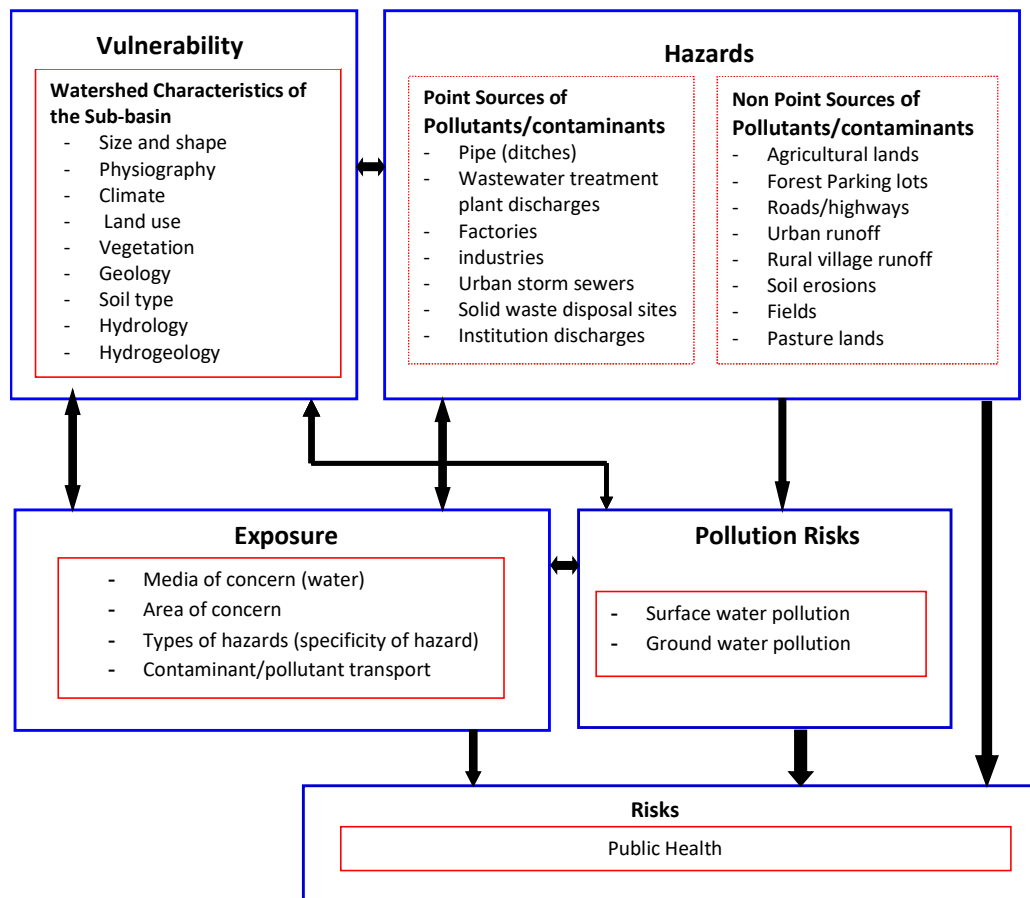 Vulnerability
Watershed Characteristics of
the Sub-basin
- Size and shape
- Physiography
- Climate
- Land use
- Vegetation
- Geology
- Soil type
- Hydrology
- Hydrogeology
Hazards
Point Sources of
Pollutants/contaminants
- Pipe (ditches)
- Wastewater treatment
plant discharges
- Factories
- industries
- Urban storm sewers
- Solid waste disposal sites
- Institution discharges
Non Point Sources of
Pollutants/contaminants
- Agricultural lands
- Forest Parking lots
- Roads/highways
- Urban runoff
- Rural village runoff
- Soil erosions
- Fields
- Pasture lands
Exposure
- Media of concern (water)
- Area of concern
- Types of hazards (specificity of hazard)
- Contaminant/pollutant transport
Pollution Risks
- Surface water pollution
- Ground water pollution
Risks
Public Health